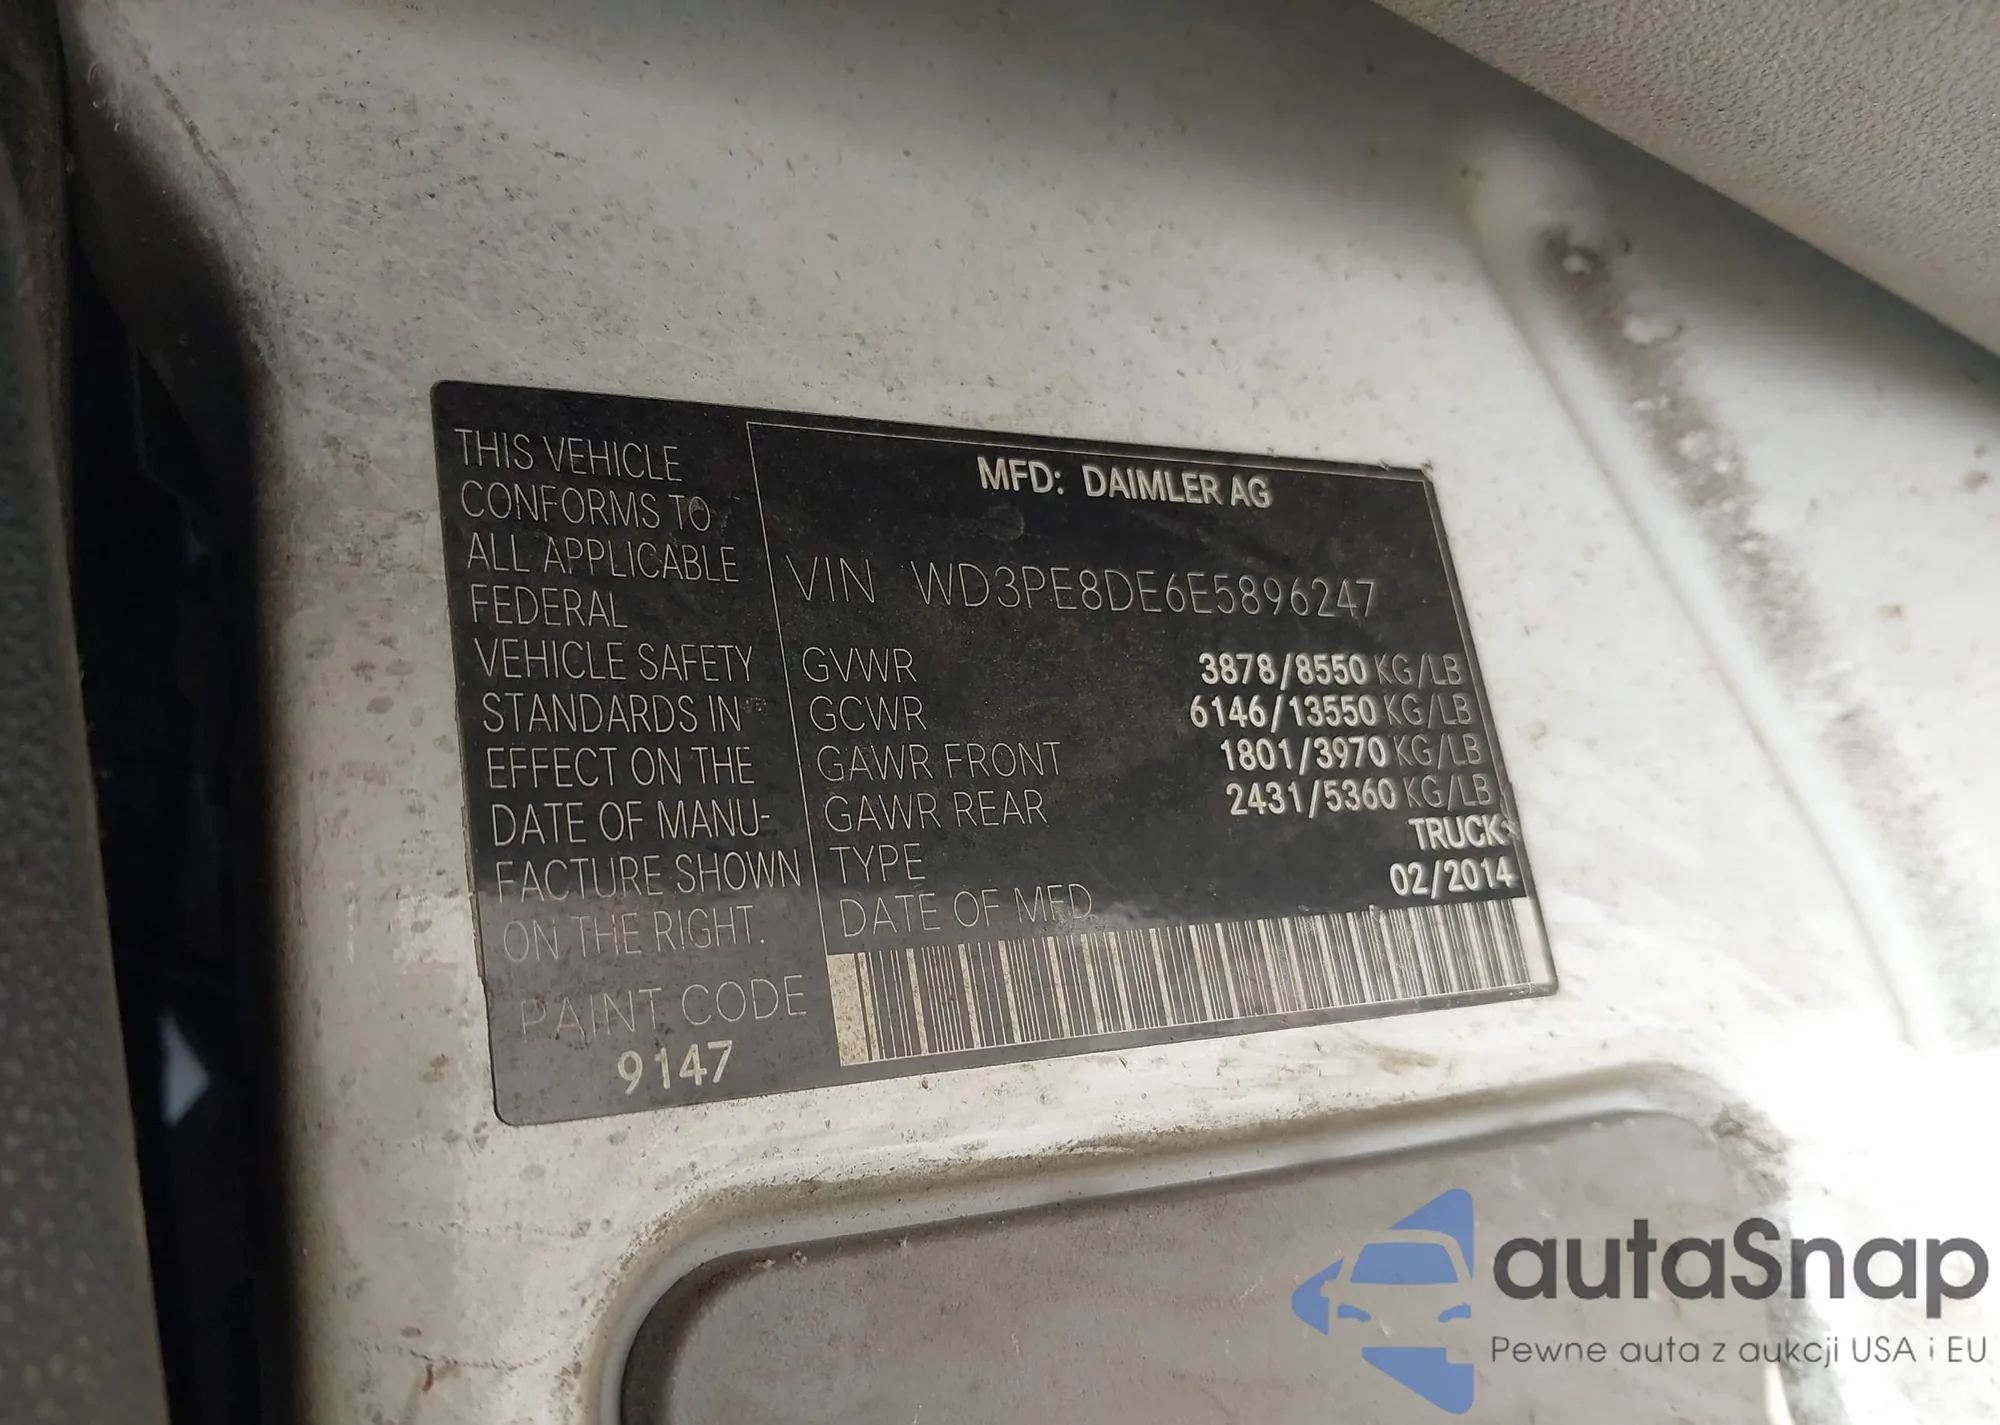 THIS VEHICLE
CONFORMS TO
ALL APPLICABLE
FEDERAL
VEHICLE SAFETY
STANDARDS IN
EFFECT ON THE
DATE OF MANU-
FACTURE SHOWN
ON THE RIGHT.
PAINT CODE
9147
MFD: DAIMLER AG
VIN WD3PE8DE6E5896247
GVWR 3878/8550 KG/LB
GCWR 6146/13550 KG/LB
GAWR FRONT 1801/3970 KG/LB
GAWR REAR 2431/5360 KG/LB
TYPE TRUCK
DATE OF MFD 02/2014
autaSnap
Pewne auta z aukcji USA i EU